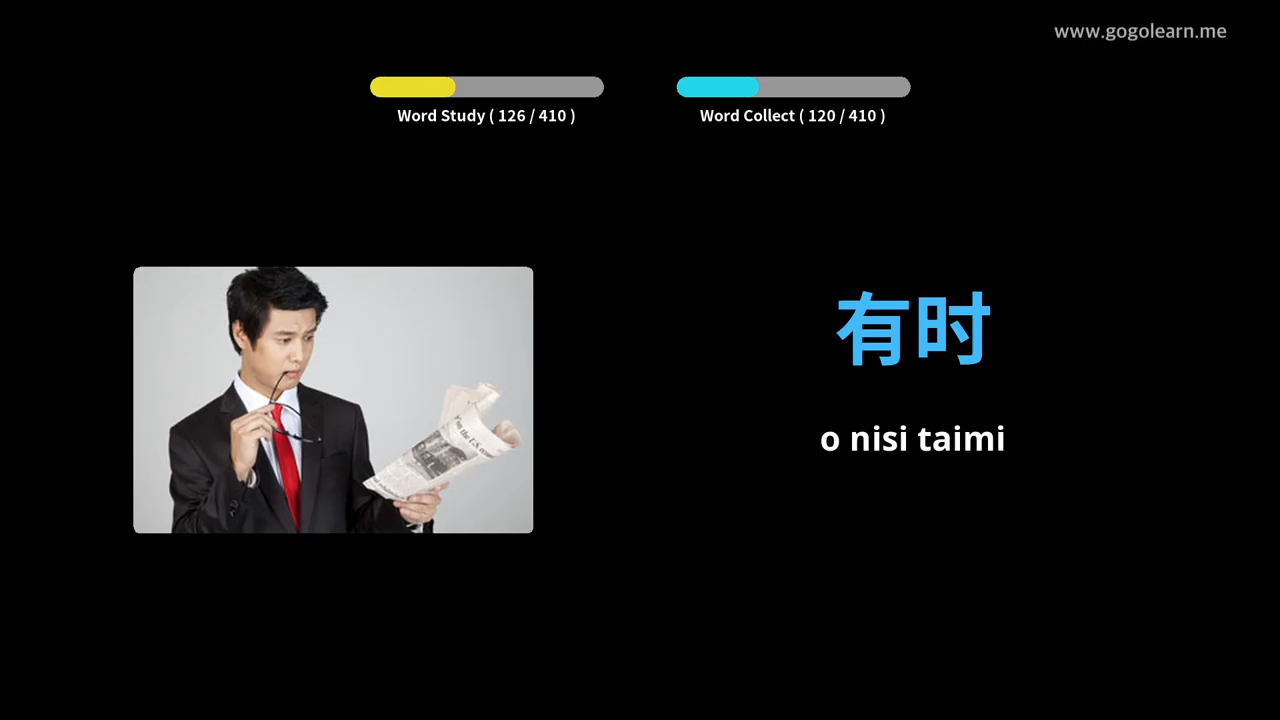 www.gogolearn.me
Word Study ( 126 / 410 )
Word Collect ( 120 / 410 )
有时
o nisi taimi